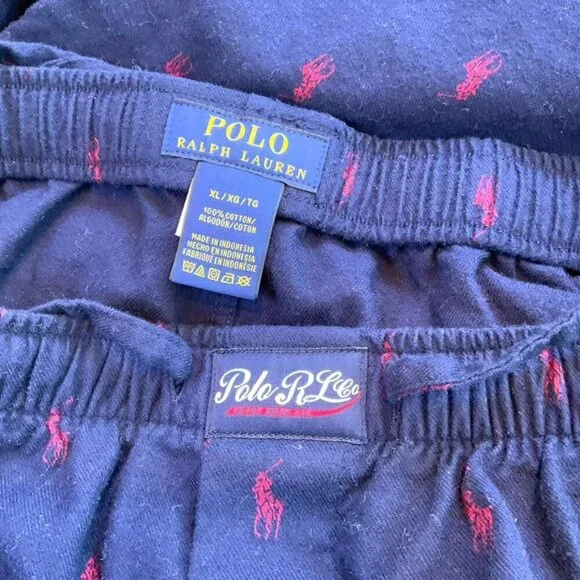 POLO
RALPH LAUREN
XL/XG/TG
100% COTTON/
ALGODÓN/COTON
MADE IN INDONESIA
HECHO EN INDONESIA
FABRIQUÉ EN INDONÉSIE
Polo RL Co